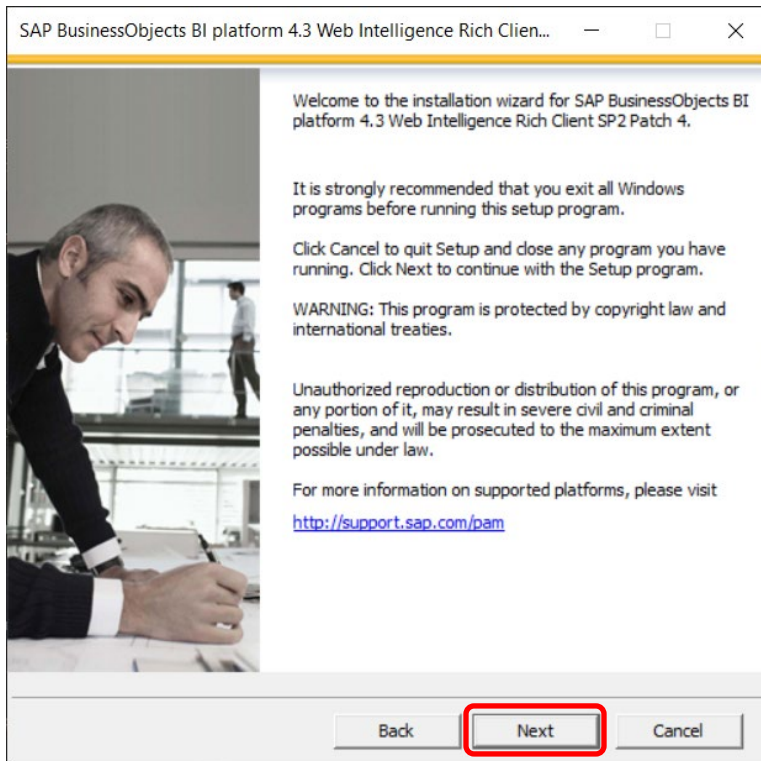 SAP BusinessObjects BI platform 4.3 Web Intelligence Rich Clien...
Welcome to the installation wizard for SAP BusinessObjects BI
platform 4.3 Web Intelligence Rich Client SP2 Patch 4.
It is strongly recommended that you exit all Windows
programs before running this setup program.
Click Cancel to quit Setup and close any program you have
running. Click Next to continue with the Setup program.
WARNING: This program is protected by copyright law and
international treaties.
Unauthorized reproduction or distribution of this program, or
any portion of it, may result in severe civil and criminal
penalties, and will be prosecuted to the maximum extent
possible under law.
For more information on supported platforms, please visit
http://support.sap.com/pam
Back Next Cancel